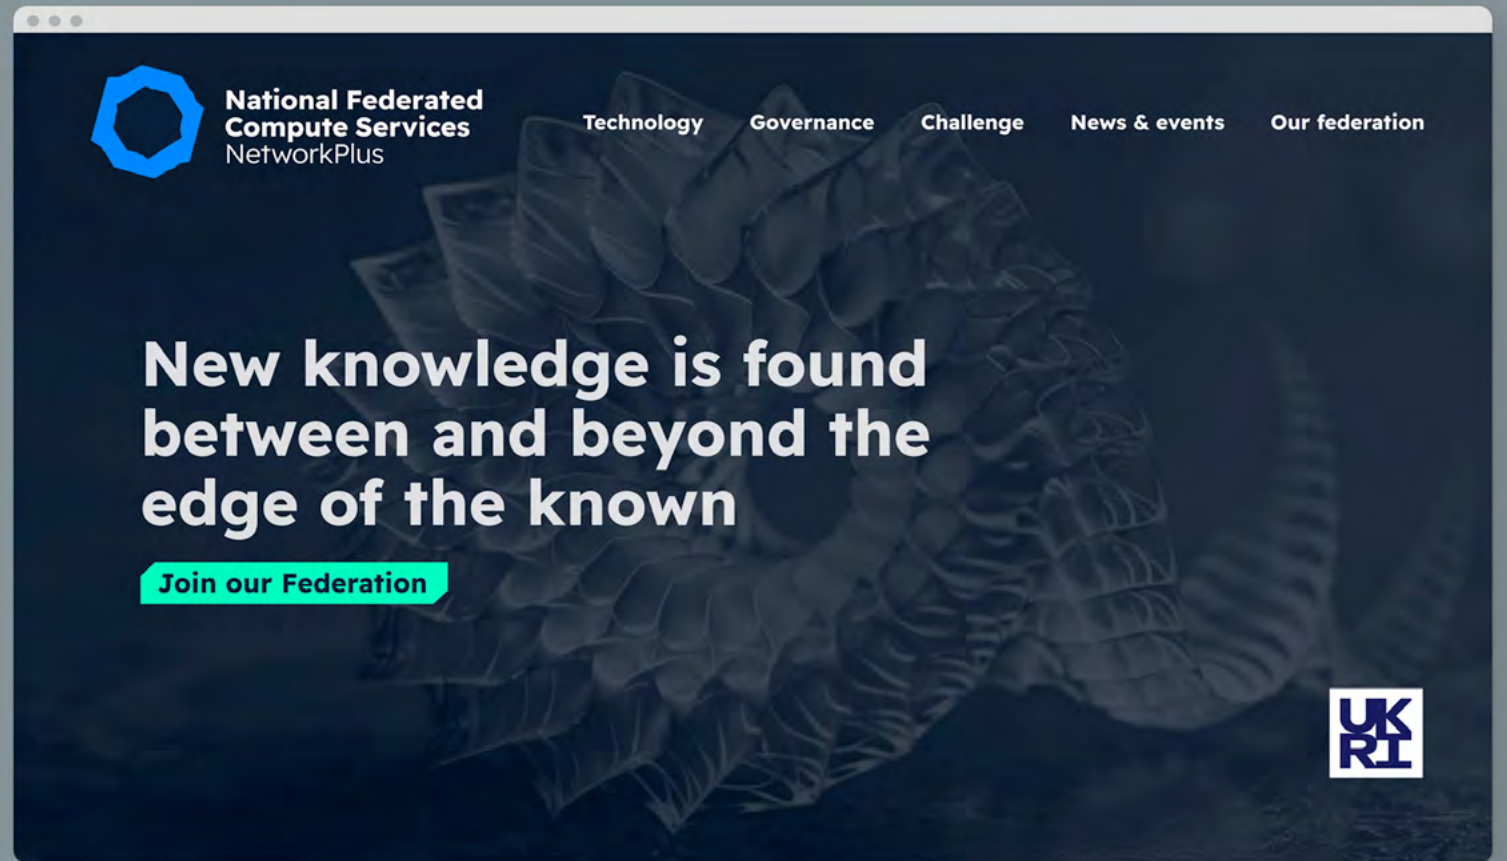 National Federated
Compute Services
NetworkPlus
Technology
Governance
Challenge
News & events
Our federation
New knowledge is found
between and beyond the
edge of the known
Join our Federation
UK
RI